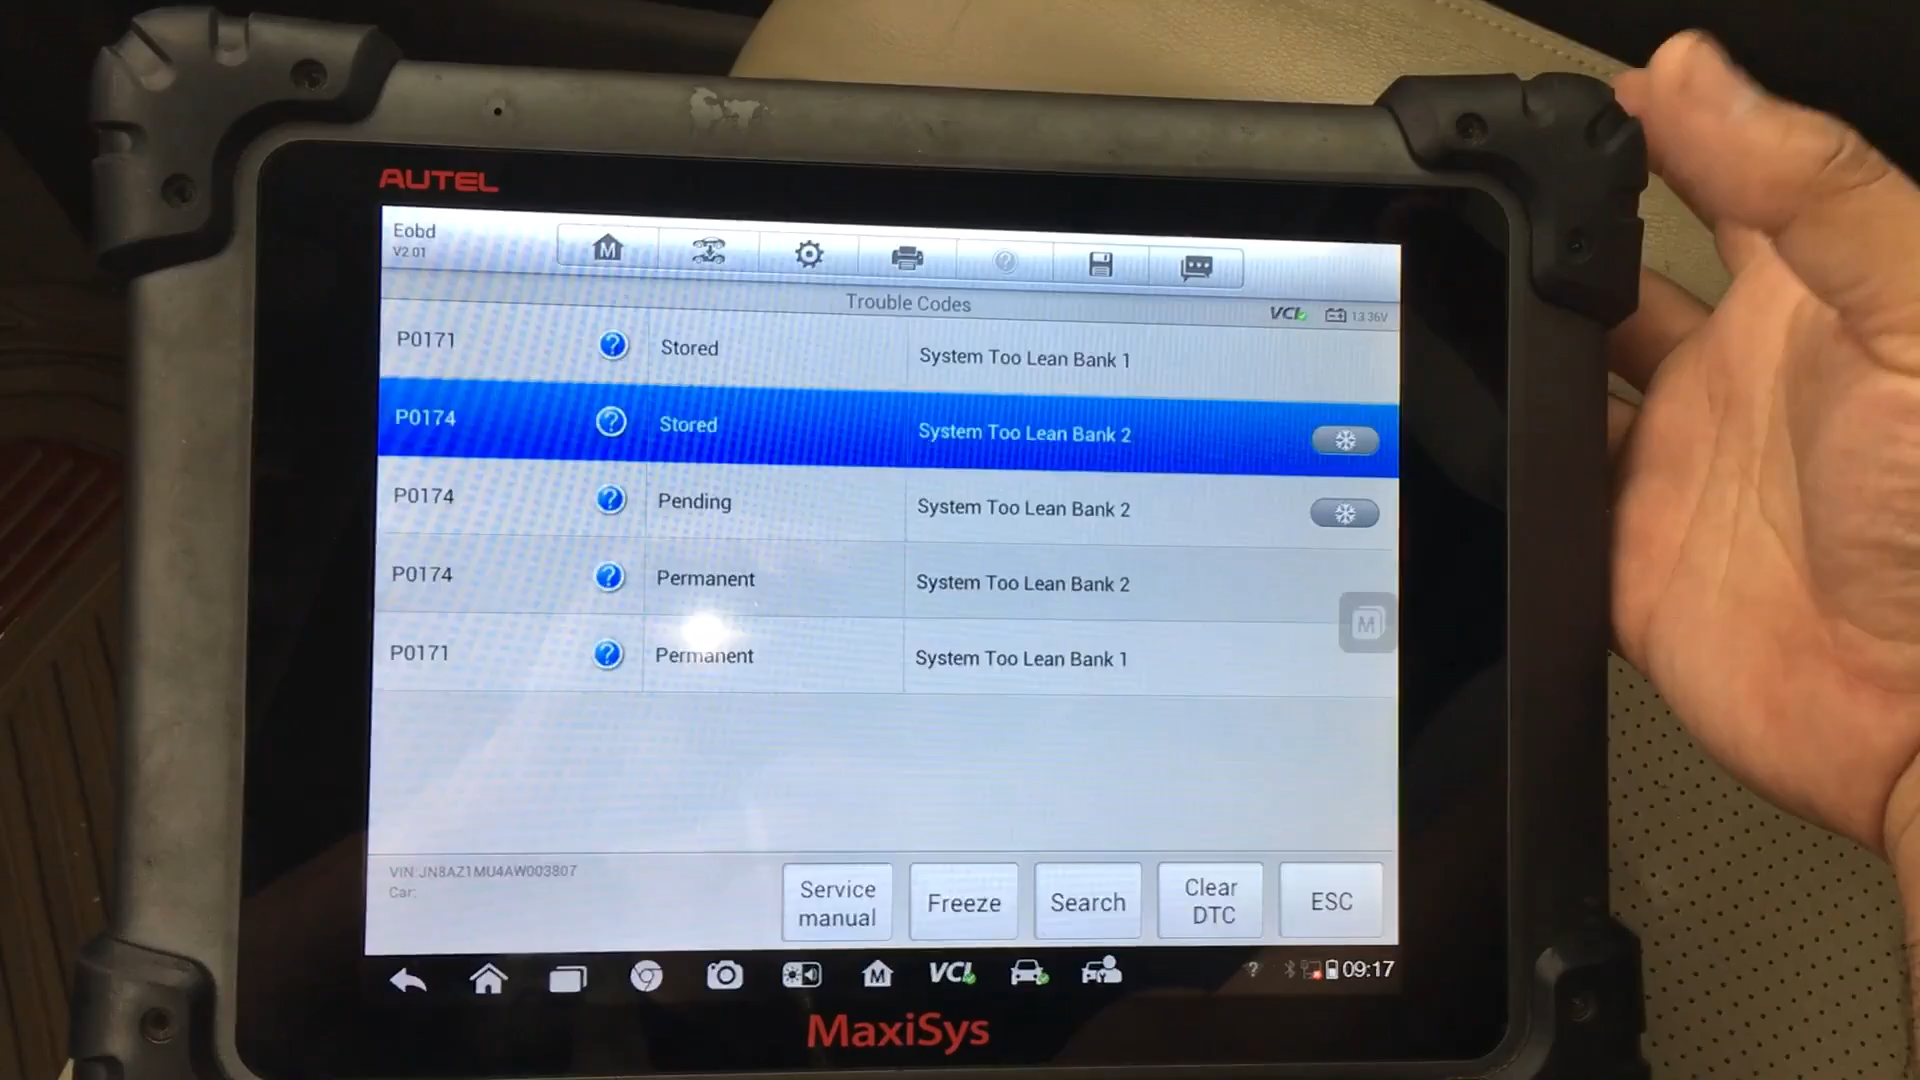 AUTEL
Eobd
V2.01
Trouble Codes
VCI 13.36V
P0171 ? Stored System Too Lean Bank 1
P0174 ? Stored System Too Lean Bank 2
P0174 ? Pending System Too Lean Bank 2
P0174 ? Permanent System Too Lean Bank 2
P0171 ? Permanent System Too Lean Bank 1
M
VIN:JN8AZ1MU4AW003807
Car:
Service
manual
Freeze
Search
Clear
DTC
ESC
VCI
? 09:17
MaxiSys